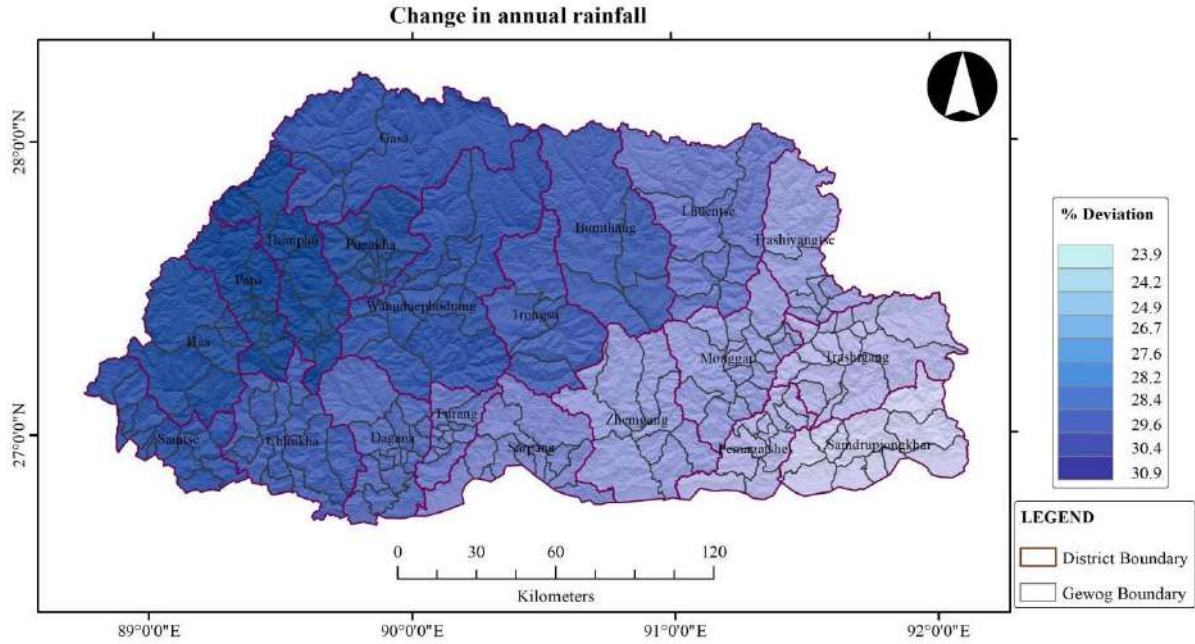 Change in annual rainfall
28°0'0"N
27°0'0"N
Gasa
Thimphu
Punakha
Bumthang
Lhuentse
Trashiyangtse
Paro
Wangduephodrang
Trongsa
Haa
Monggar
Trashigang
Samtse
Chhukha
Dagana
Tsirang
Sarpang
Zhemgang
Pemagatshel
Samdrupjongkhar
0 30 60 120
Kilometers
89°0'0"E 90°0'0"E 91°0'0"E 92°0'0"E
% Deviation
23.9
24.2
24.9
26.7
27.6
28.2
28.4
29.6
30.4
30.9
LEGEND
District Boundary
Gewog Boundary